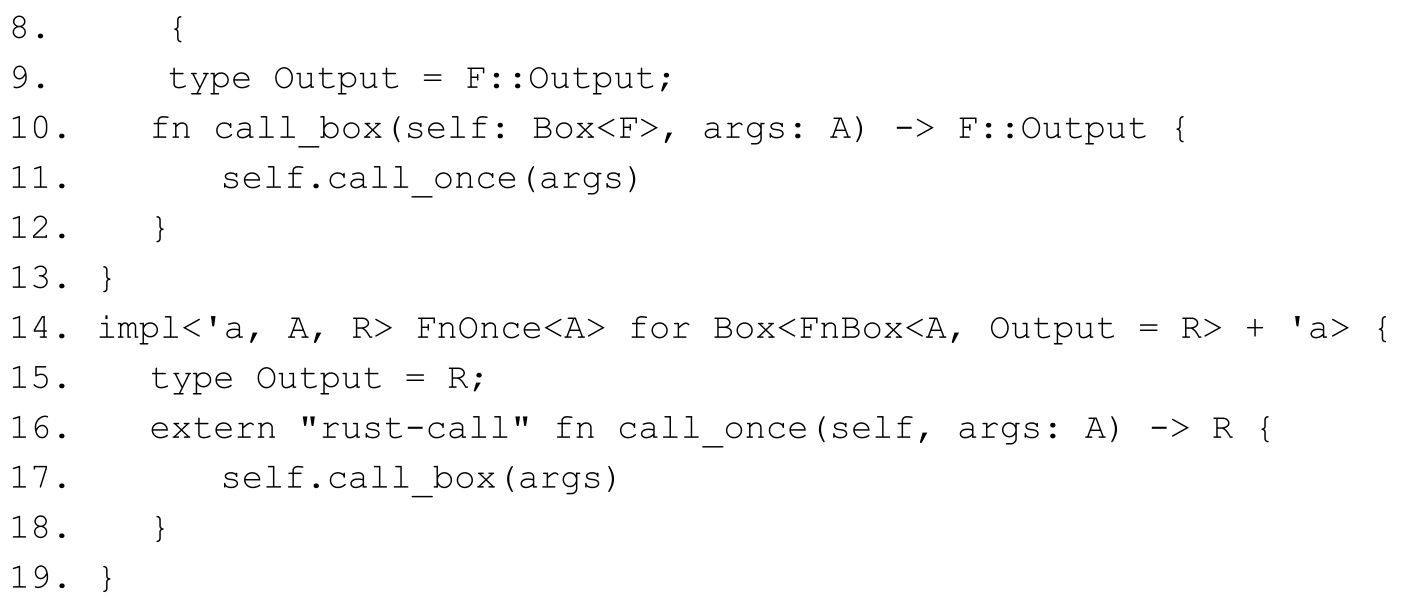 8.      {
9.      type Output = F::Output;
10.    fn call_box(self: Box<F>, args: A) -> F::Output {
11.        self.call_once(args)
12.    }
13. }
14. impl<'a, A, R> FnOnce<A> for Box<FnBox<A, Output = R> + 'a> {
15.    type Output = R;
16.    extern "rust-call" fn call_once(self, args: A) -> R {
17.        self.call_box(args)
18.    }
19. }